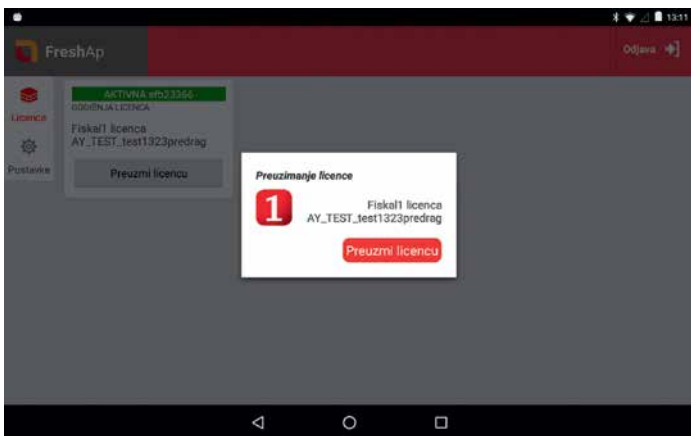 13:11
FreshAp
Odjava
Licence
Postavke
AKTIVNA efb23366
GODIŠNJA LICENCA
Fiskal1 licenca
AY_TEST_test1323predrag
Preuzmi licencu
Preuzimanje licence
1
Fiskal1 licenca
AY_TEST_test1323predrag
Preuzmi licencu